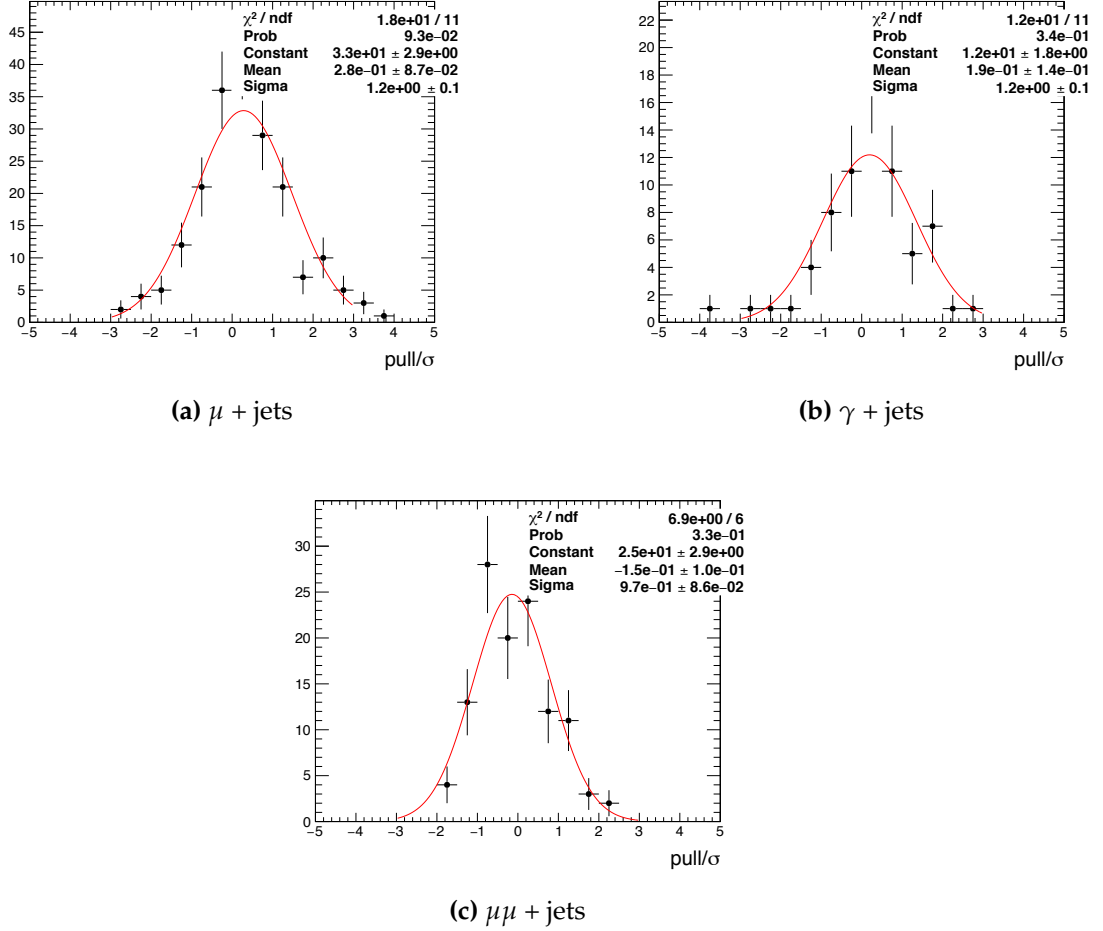 χ² / ndf 1.8e+01 / 11
Prob 9.3e−02
Constant 3.3e+01 ± 2.9e+00
Mean 2.8e−01 ± 8.7e−02
Sigma 1.2e+00 ± 0.1
45
40
35
30
25
20
15
10
5
0
−5 −4 −3 −2 −1 0 1 2 3 4 5
pull/σ
(a) μ + jets
χ² / ndf 1.2e+01 / 11
Prob 3.4e−01
Constant 1.2e+01 ± 1.8e+00
Mean 1.9e−01 ± 1.4e−01
Sigma 1.2e+00 ± 0.1
22
20
18
16
14
12
10
8
6
4
2
0
−5 −4 −3 −2 −1 0 1 2 3 4 5
pull/σ
(b) γ + jets
χ² / ndf 6.9e+00 / 6
Prob 3.3e−01
Constant 2.5e+01 ± 2.9e+00
Mean −1.5e−01 ± 1.0e−01
Sigma 9.7e−01 ± 8.6e−02
30
25
20
15
10
5
0
−5 −4 −3 −2 −1 0 1 2 3 4 5
pull/σ
(c) μμ + jets